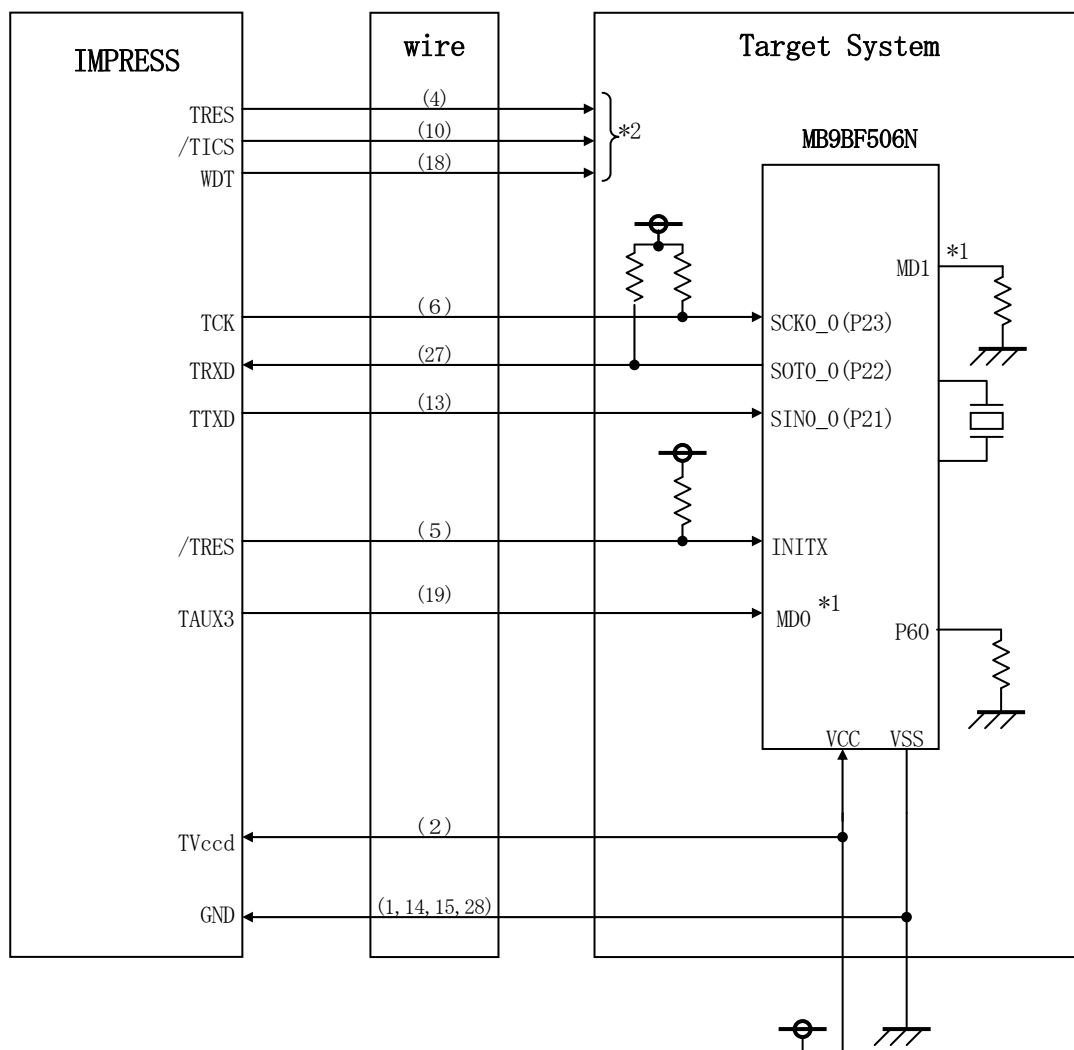 IMPRESS
wire
Target System
TRES
(4)
/TICS
(10)
*2
WDT
(18)
MB9BF506N
MD1
*1
TCK
(6)
SCK0_0(P23)
TRXD
(27)
SOT0_0(P22)
TTXD
(13)
SIN0_0(P21)
/TRES
(5)
INITX
TAUX3
(19)
MD0
*1
P60
VCC
VSS
TVccd
(2)
GND
(1,14,15,28)